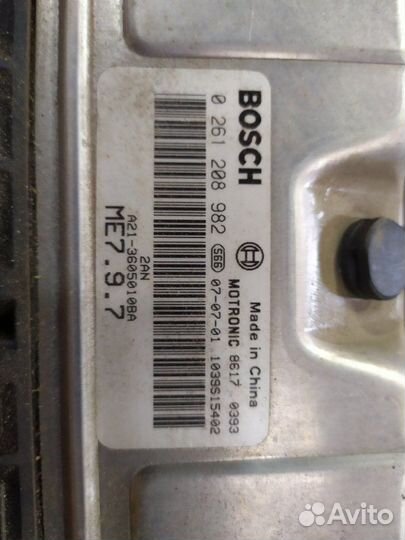 BOSCH
Made in China
MOTRONIC 8617 0393
0 261 208 982 566 07-07-01 1039S15402
2AN
A21-3605010BA
ME7.9.7
Avito